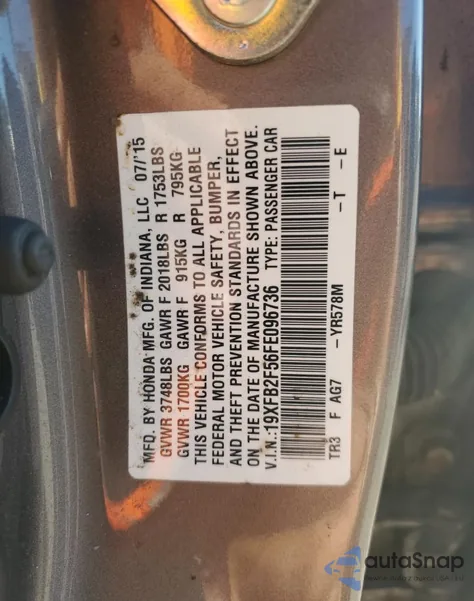 MFD. BY HONDA MFG. OF INDIANA, LLC 07/'15
GVWR 3748LBS GAWR F 2018LBS R 1753LBS
GVWR 1700KG GAWR F 915KG R 795KG
THIS VEHICLE CONFORMS TO ALL APPLICABLE
FEDERAL MOTOR VEHICLE SAFETY, BUMPER,
AND THEFT PREVENTION STANDARDS IN EFFECT
ON THE DATE OF MANUFACTURE SHOWN ABOVE.
V.I.N.:19XFB2F56FE096736 TYPE: PASSENGER CAR
TR3 F AG7 -YR578M -T -E
autoSnap